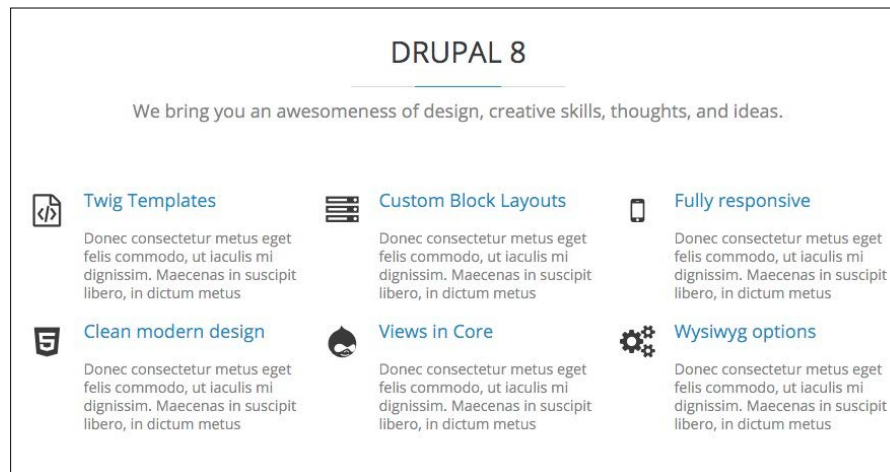 DRUPAL 8
We bring you an awesomeness of design, creative skills, thoughts, and ideas.
Twig Templates
Donec consectetur metus eget
felis commodo, ut iaculis mi
dignissim. Maecenas in suscipit
libero, in dictum metus
Custom Block Layouts
Donec consectetur metus eget
felis commodo, ut iaculis mi
dignissim. Maecenas in suscipit
libero, in dictum metus
Fully responsive
Donec consectetur metus eget
felis commodo, ut iaculis mi
dignissim. Maecenas in suscipit
libero, in dictum metus
Clean modern design
Donec consectetur metus eget
felis commodo, ut iaculis mi
dignissim. Maecenas in suscipit
libero, in dictum metus
Views in Core
Donec consectetur metus eget
felis commodo, ut iaculis mi
dignissim. Maecenas in suscipit
libero, in dictum metus
Wysiwyg options
Donec consectetur metus eget
felis commodo, ut iaculis mi
dignissim. Maecenas in suscipit
libero, in dictum metus